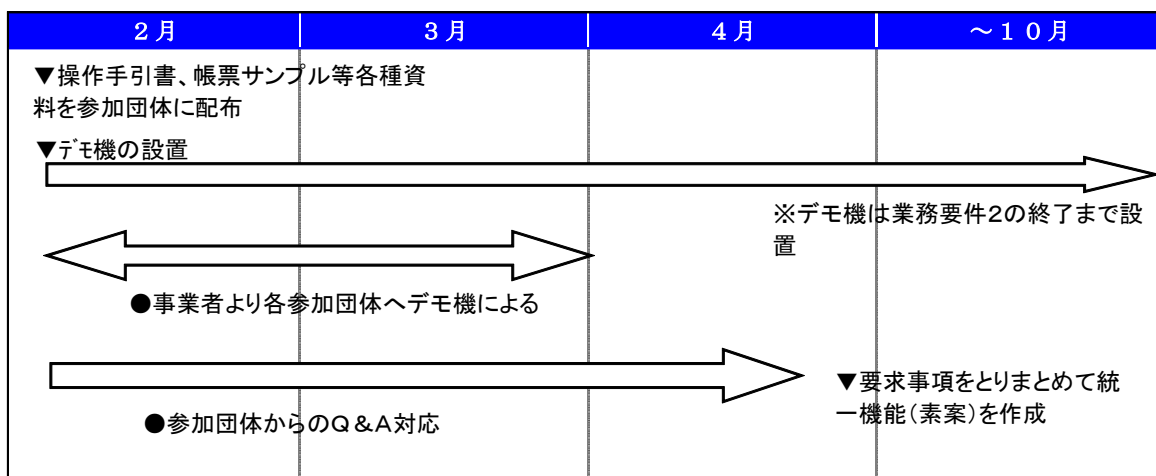 ２月
３月
４月
～１０月
▼操作手引書、帳票サンプル等各種資
料を参加団体に配布
▼ﾃﾞﾓ機の設置
※デモ機は業務要件２の終了まで設
置
●事業者より各参加団体へデモ機による
▼要求事項をとりまとめて統
一機能（素案）を作成
●参加団体からのＱ＆Ａ対応